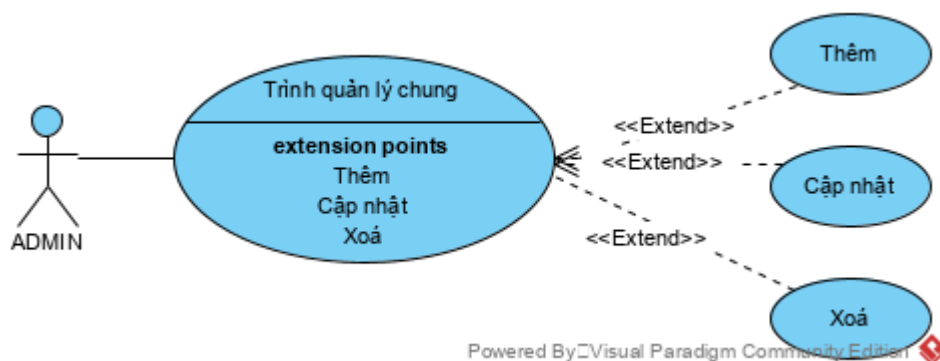 Thêm
Trình quản lý chung
<<Extend>>
extension points
Thêm
<<Extend>>
Cập nhật
Cập nhật
Xoá
<<Extend>>
ADMIN
Xoá
Powered By□Visual Paradigm Community Edition